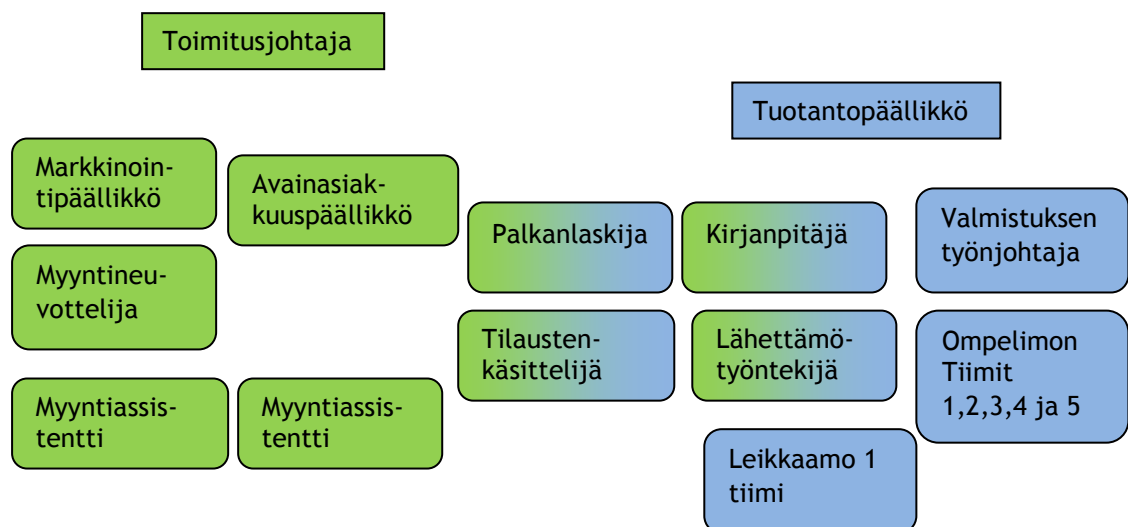 Toimitusjohtaja
Tuotantopäällikkö
Markkinoin-
tipäällikkö
Avainasiak-
kuuspäällikkö
Palkanlaskija
Kirjanpitäjä
Valmistuksen
työnjohtaja
Myyntineu-
vottelija
Tilausten-
käsittelijä
Lähettämö-
työntekijä
Ompelimon
Tiimit
1,2,3,4 ja 5
Myyntiassis-
tentti
Myyntiassis-
tentti
Leikkaamo 1
tiimi